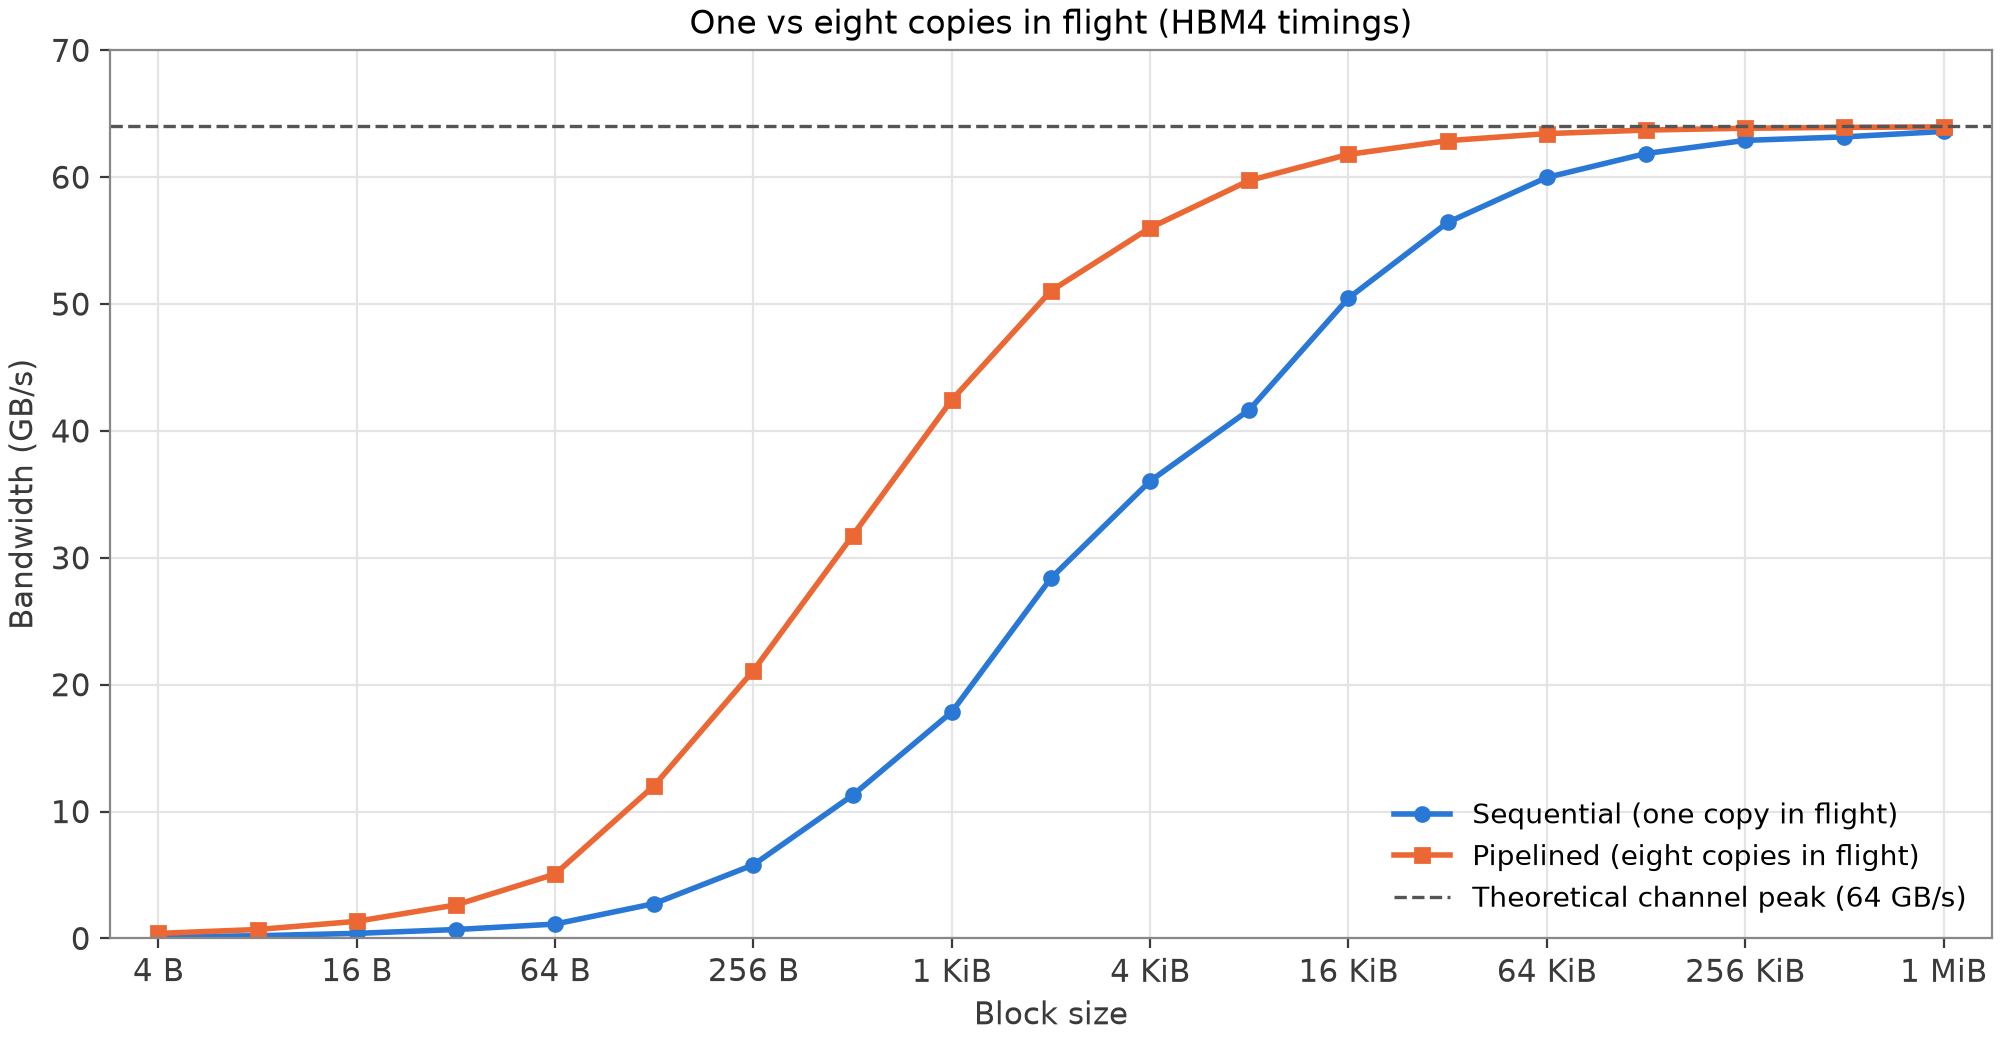 One vs eight copies in flight (HBM4 timings)
70
60
50
40
30
20
10
0
Bandwidth (GB/s)
Sequential (one copy in flight)
Pipelined (eight copies in flight)
Theoretical channel peak (64 GB/s)
4 B
16 B
64 B
256 B
1 KiB
4 KiB
16 KiB
64 KiB
256 KiB
1 MiB
Block size